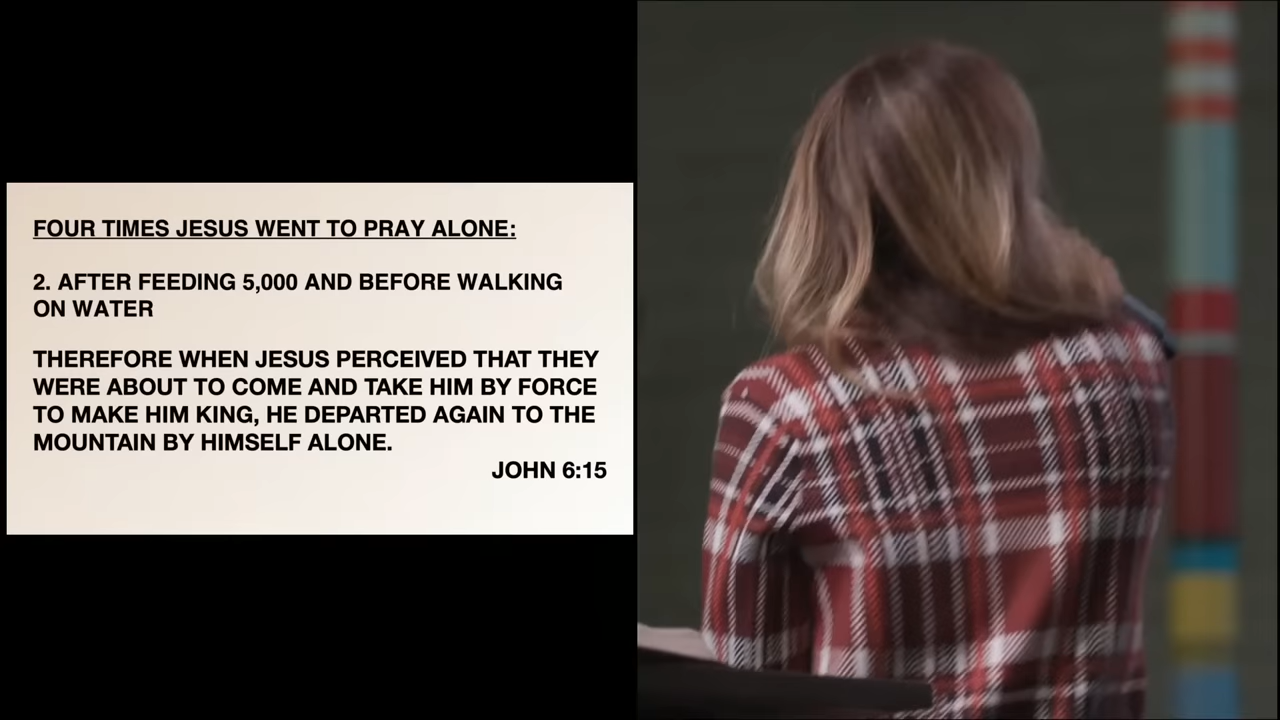 FOUR TIMES JESUS WENT TO PRAY ALONE:
2. AFTER FEEDING 5,000 AND BEFORE WALKING
ON WATER
THEREFORE WHEN JESUS PERCEIVED THAT THEY
WERE ABOUT TO COME AND TAKE HIM BY FORCE
TO MAKE HIM KING, HE DEPARTED AGAIN TO THE
MOUNTAIN BY HIMSELF ALONE.
JOHN 6:15